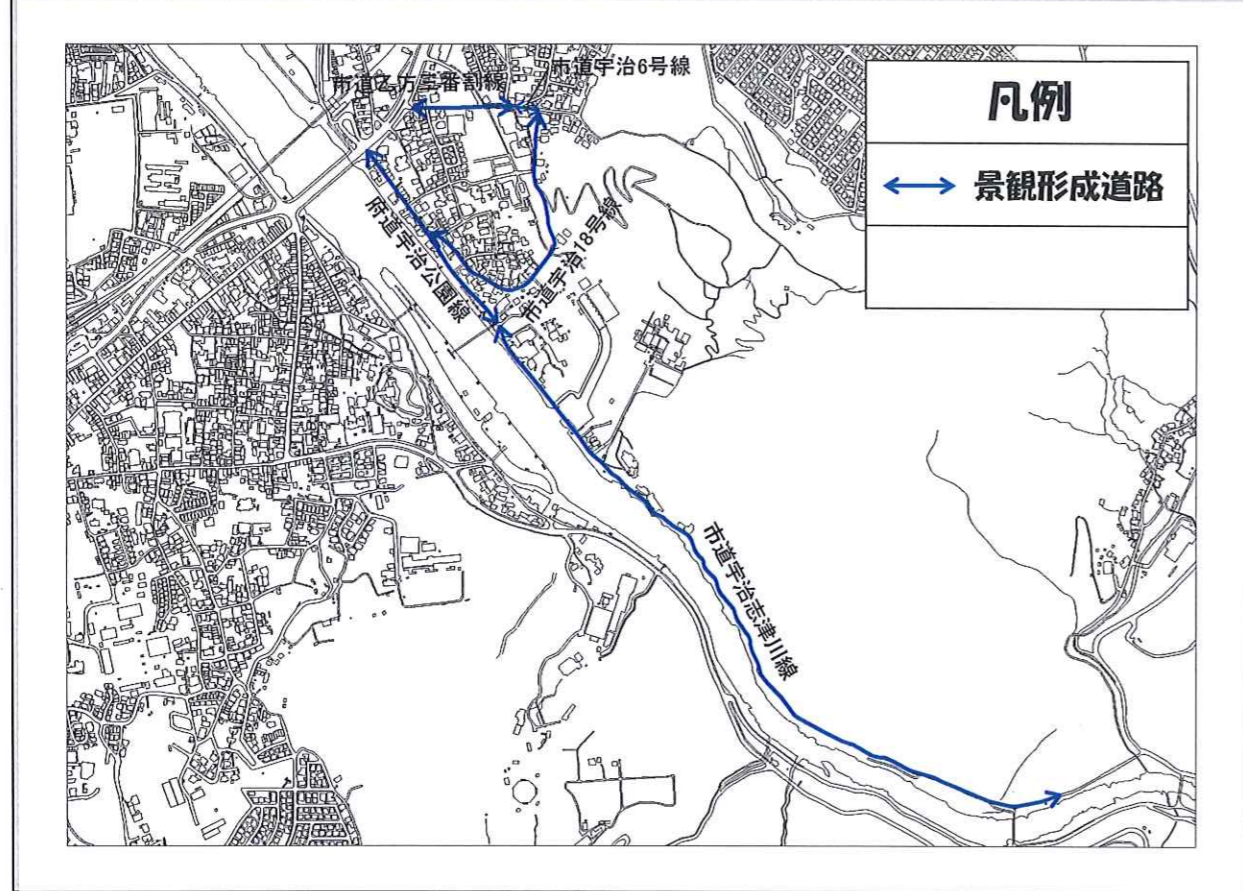 市道宇治6号線
市道乙方三番割線
凡例
景観形成道路
府道宇治公園線
市道宇治18号線
市道宇治志津川線